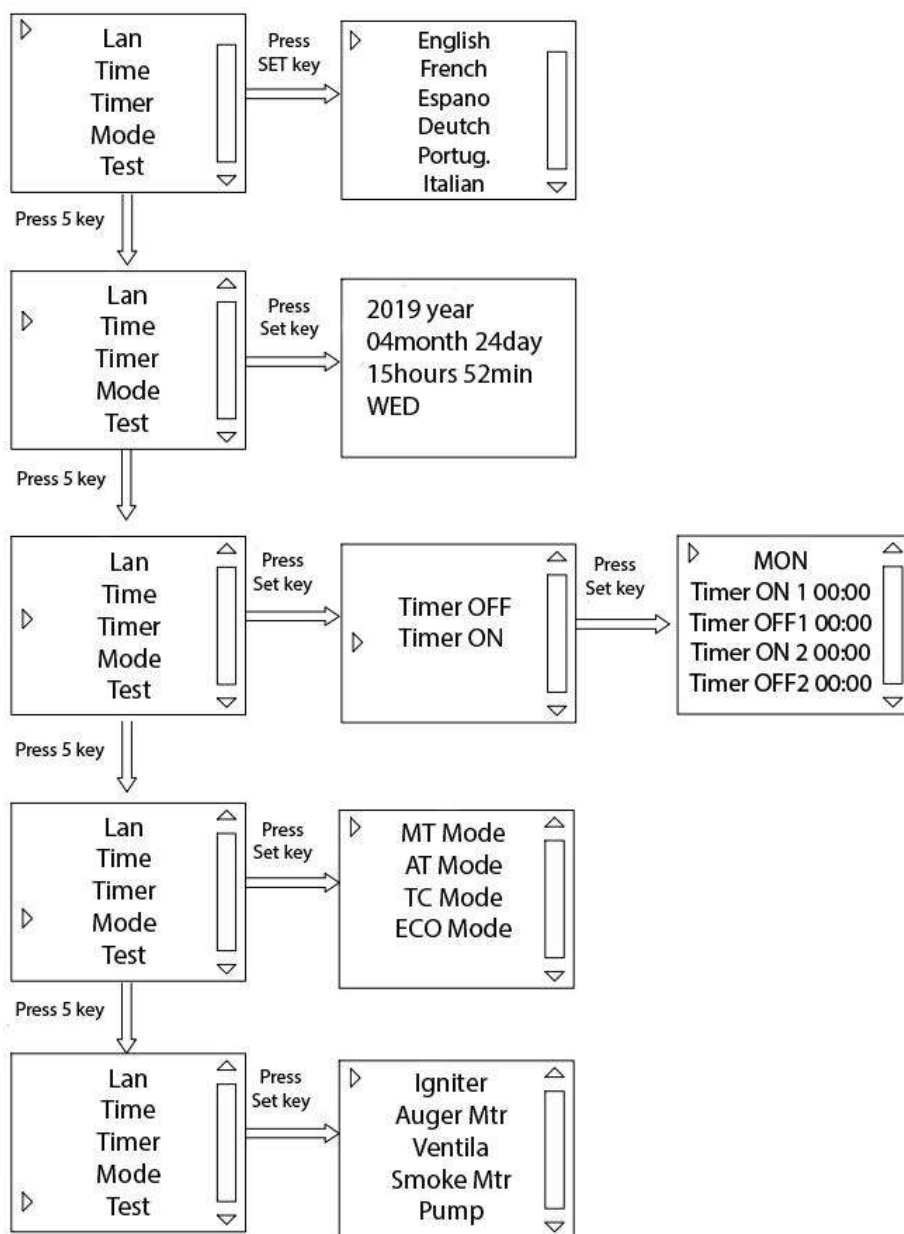 Lan
Time
Timer
Mode
Test
Press
SET key
English
French
Espano
Deutch
Portug.
Italian
Press 5 key
Lan
Time
Timer
Mode
Test
Press
Set key
2019 year
04month 24day
15hours 52min
WED
Press 5 key
Lan
Time
Timer
Mode
Test
Press
Set key
Timer OFF
Timer ON
Press
Set key
MON
Timer ON 1 00:00
Timer OFF1 00:00
Timer ON 2 00:00
Timer OFF2 00:00
Press 5 key
Lan
Time
Timer
Mode
Test
Press
Set key
MT Mode
AT Mode
TC Mode
ECO Mode
Press 5 key
Lan
Time
Timer
Mode
Test
Press
Set key
Igniter
Auger Mtr
Ventila
Smoke Mtr
Pump